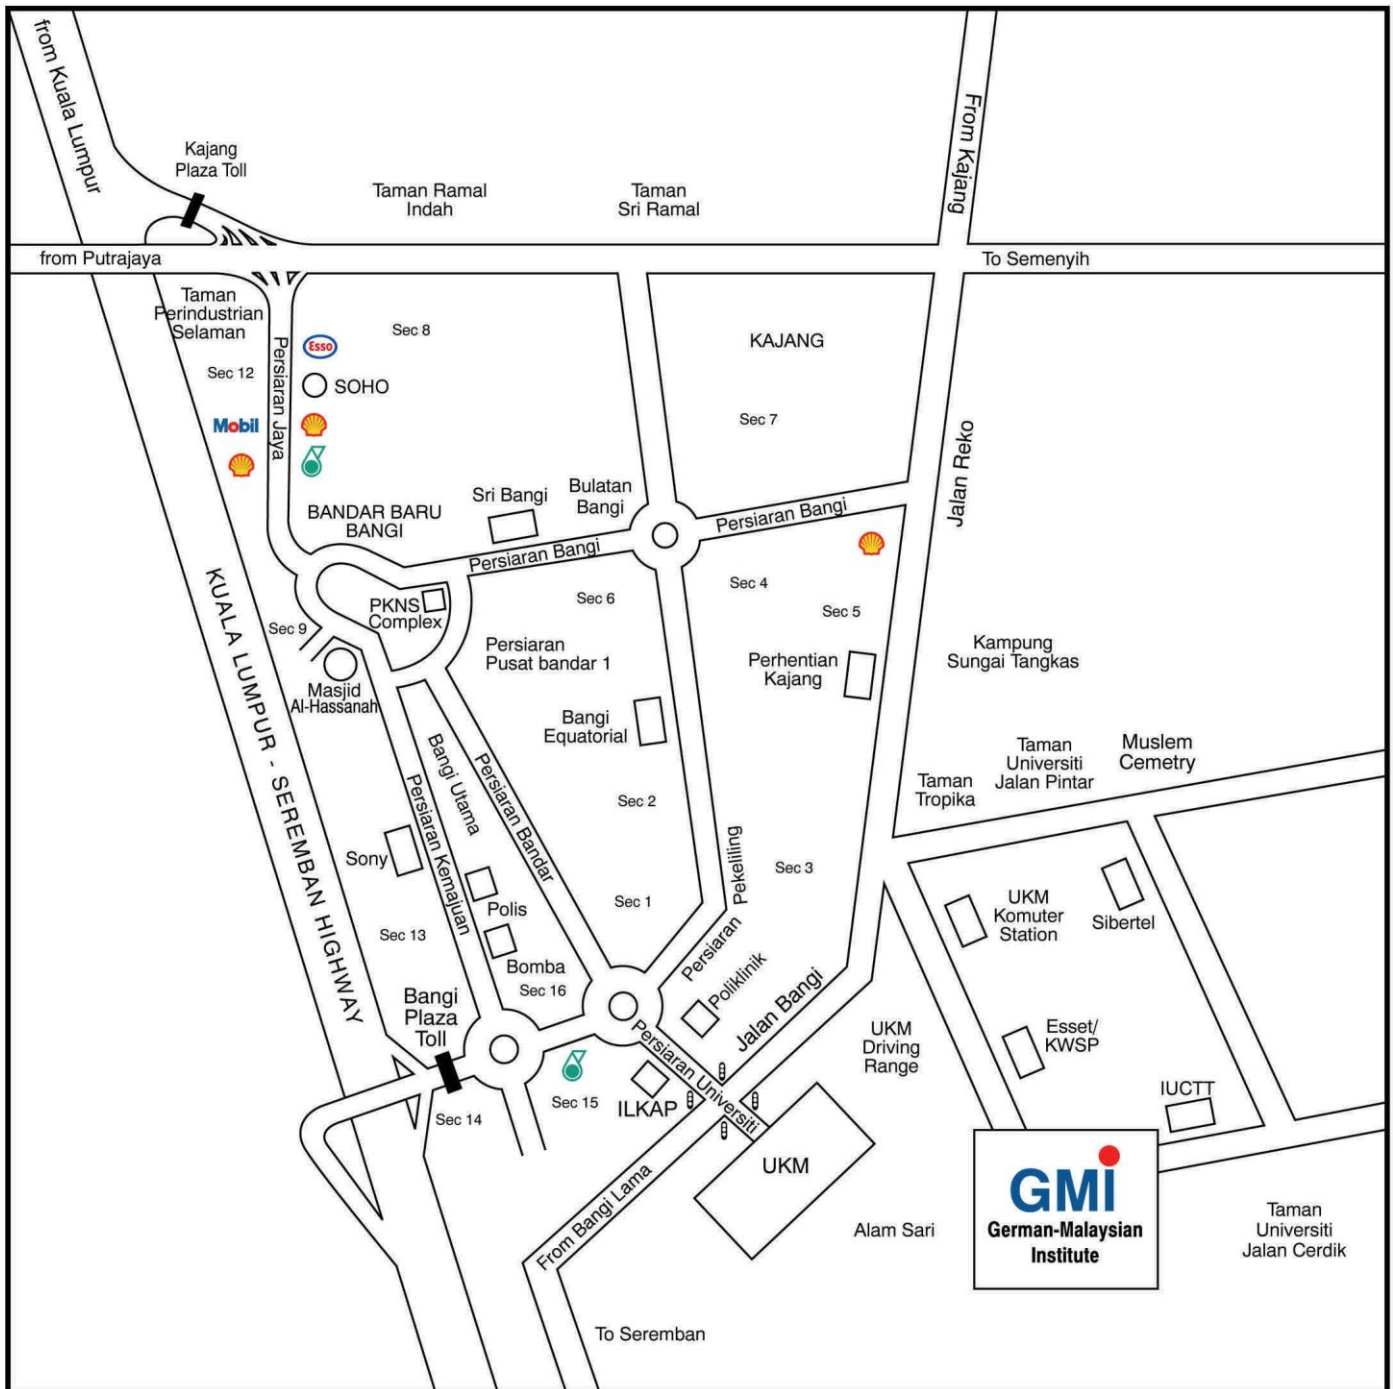 from Kuala Lumpur
From Kajang
Kajang
Plaza Toll
Taman Ramal
Indah
Taman
Sri Ramal
from Putrajaya
To Semenyih
Taman
Perindustrian
Selaman
Persiaran Jaya
Esso
Sec 8
KAJANG
Sec 12
SOHO
Mobil
Sec 7
Jalan Reko
BANDAR BARU
BANGI
Sri Bangi
Bulatan
Bangi
Persiaran Bangi
Persiaran Bangi
KUALA LUMPUR - SEREMBAN HIGHWAY
PKNS
Complex
Sec 6
Sec 4
Sec 5
Sec 9
Persiaran
Pusat bandar 1
Perhentian
Kajang
Kampung
Sungai Tangkas
Masjid
Al-Hassanah
Bangi
Equatorial
Bangi Utama
Persiaran Bandar
Persiaran Kemajuan
Taman
Universiti
Jalan Pintar
Muslem
Cemetry
Taman
Tropika
Sec 2
Sony
Pekeliling
Persiaran
Sec 3
Polis
Sec 1
UKM
Komuter
Station
Sibertel
Sec 13
Bomba
Sec 16
Poliklinik
Jalan Bangi
Bangi
Plaza
Toll
UKM
Driving
Range
Esset/
KWSP
Persiaran Universiti
Sec 14
Sec 15
ILKAP
IUCTT
UKM
From Bangi Lama
GMI
German-Malaysian
Institute
Alam Sari
Taman
Universiti
Jalan Cerdik
To Seremban